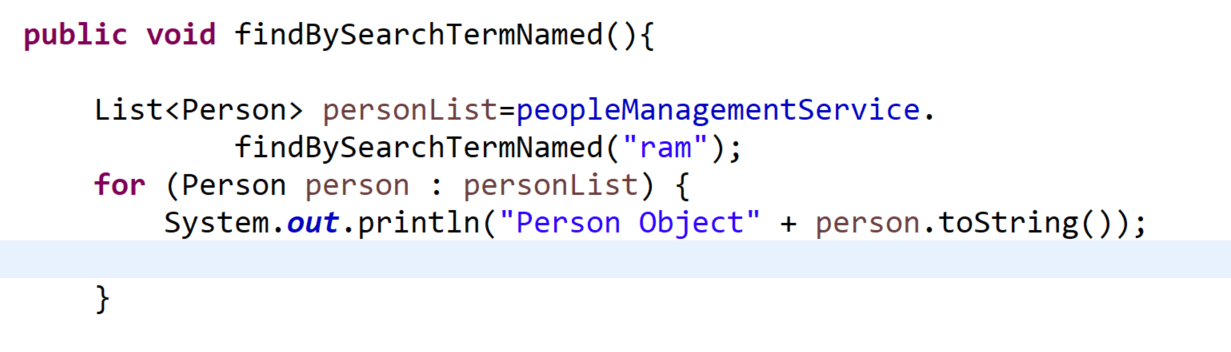 public void findBySearchTermNamed(){
List<Person> personList=peopleManagementService.
findBySearchTermNamed("ram");
for (Person person : personList) {
System.out.println("Person Object" + person.toString());
}